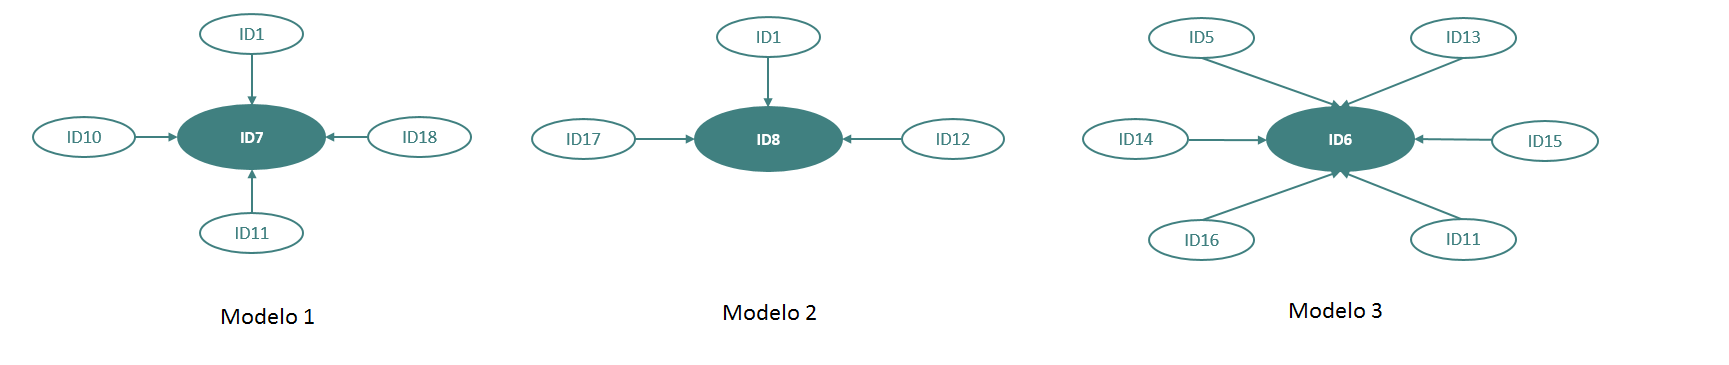 ID1
ID10
ID7
ID18
ID11
Modelo 1
ID1
ID17
ID8
ID12
Modelo 2
ID5
ID13
ID14
ID6
ID15
ID16
ID11
Modelo 3